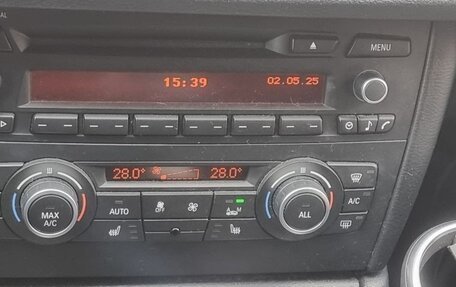 MENU
15:39 02.05.25
28.0° 28.0°
AUTO OFF A M A/C
MAX A/C ALL